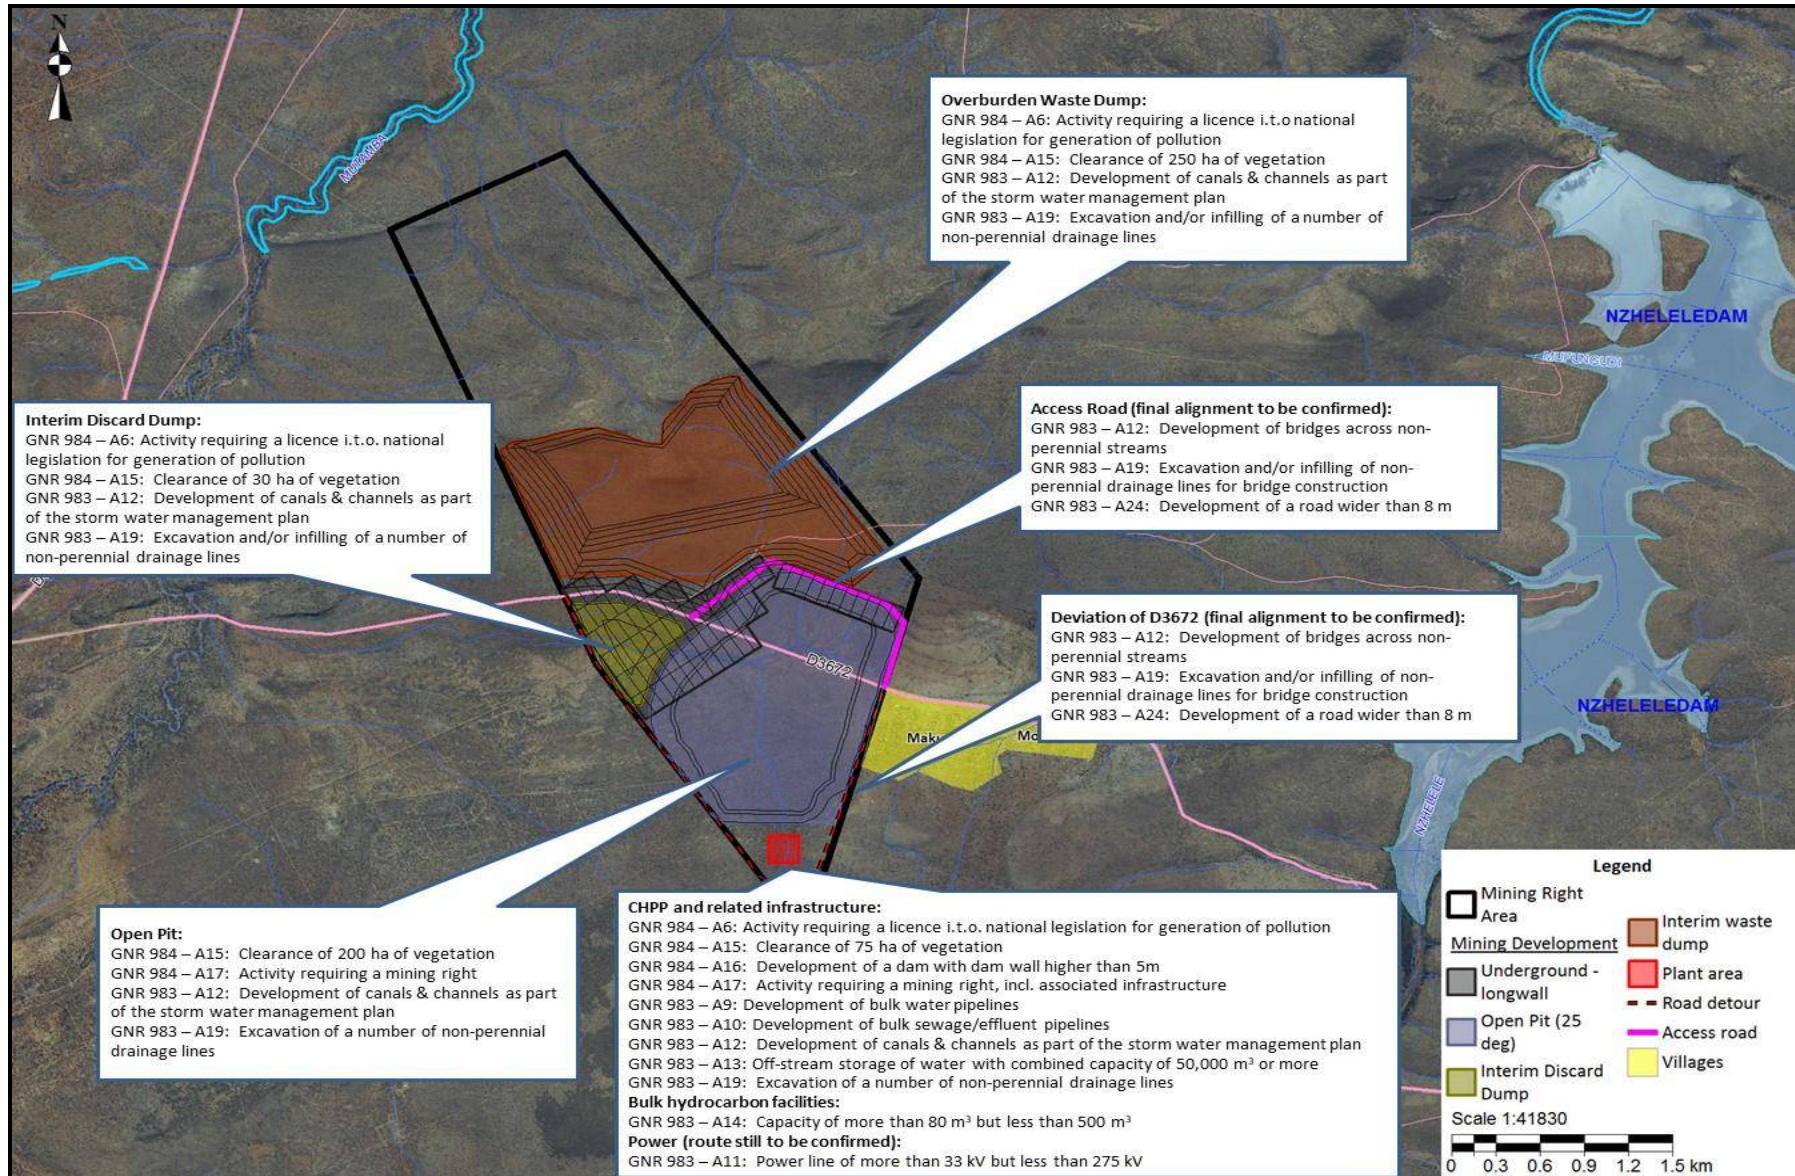 N
MUTAMBA
Overburden Waste Dump:
GNR 984 – A6: Activity requiring a licence i.t.o national
legislation for generation of pollution
GNR 984 – A15: Clearance of 250 ha of vegetation
GNR 983 – A12: Development of canals & channels as part
of the storm water management plan
GNR 983 – A19: Excavation and/or infilling of a number of
non-perennial drainage lines
NZHELELEDAM
MUFUNGUDI
Interim Discard Dump:
GNR 984 – A6: Activity requiring a licence i.t.o. national
legislation for generation of pollution
GNR 984 – A15: Clearance of 30 ha of vegetation
GNR 983 – A12: Development of canals & channels as part
of the storm water management plan
GNR 983 – A19: Excavation and/or infilling of a number of
non-perennial drainage lines
Access Road (final alignment to be confirmed):
GNR 983 – A12: Development of bridges across non-
perennial streams
GNR 983 – A19: Excavation and/or infilling of non-
perennial drainage lines for bridge construction
GNR 983 – A24: Development of a road wider than 8 m
Deviation of D3672 (final alignment to be confirmed):
GNR 983 – A12: Development of bridges across non-
perennial streams
GNR 983 – A19: Excavation and/or infilling of non-
perennial drainage lines for bridge construction
GNR 983 – A24: Development of a road wider than 8 m
D3672
NZHELELEDAM
NZHELELE
Open Pit:
GNR 984 – A15: Clearance of 200 ha of vegetation
GNR 984 – A17: Activity requiring a mining right
GNR 983 – A12: Development of canals & channels as part
of the storm water management plan
GNR 983 – A19: Excavation of a number of non-perennial
drainage lines
CHPP and related infrastructure:
GNR 984 – A6: Activity requiring a licence i.t.o. national legislation for generation of pollution
GNR 984 – A15: Clearance of 75 ha of vegetation
GNR 984 – A16: Development of a dam with dam wall higher than 5m
GNR 984 – A17: Activity requiring a mining right, incl. associated infrastructure
GNR 983 – A9: Development of bulk water pipelines
GNR 983 – A10: Development of bulk sewage/effluent pipelines
GNR 983 – A12: Development of canals & channels as part of the storm water management plan
GNR 983 – A13: Off-stream storage of water with combined capacity of 50,000 m³ or more
GNR 983 – A19: Excavation of a number of non-perennial drainage lines
Bulk hydrocarbon facilities:
GNR 983 – A14: Capacity of more than 80 m³ but less than 500 m³
Power (route still to be confirmed):
GNR 983 – A11: Power line of more than 33 kV but less than 275 kV
Legend
Mining Right
Area
Mining Development
Underground -
longwall
Open Pit (25
deg)
Interim Discard
Dump
Interim waste
dump
Plant area
Road detour
Access road
Villages
Scale 1:41830
0 0.3 0.6 0.9 1.2 1.5 km